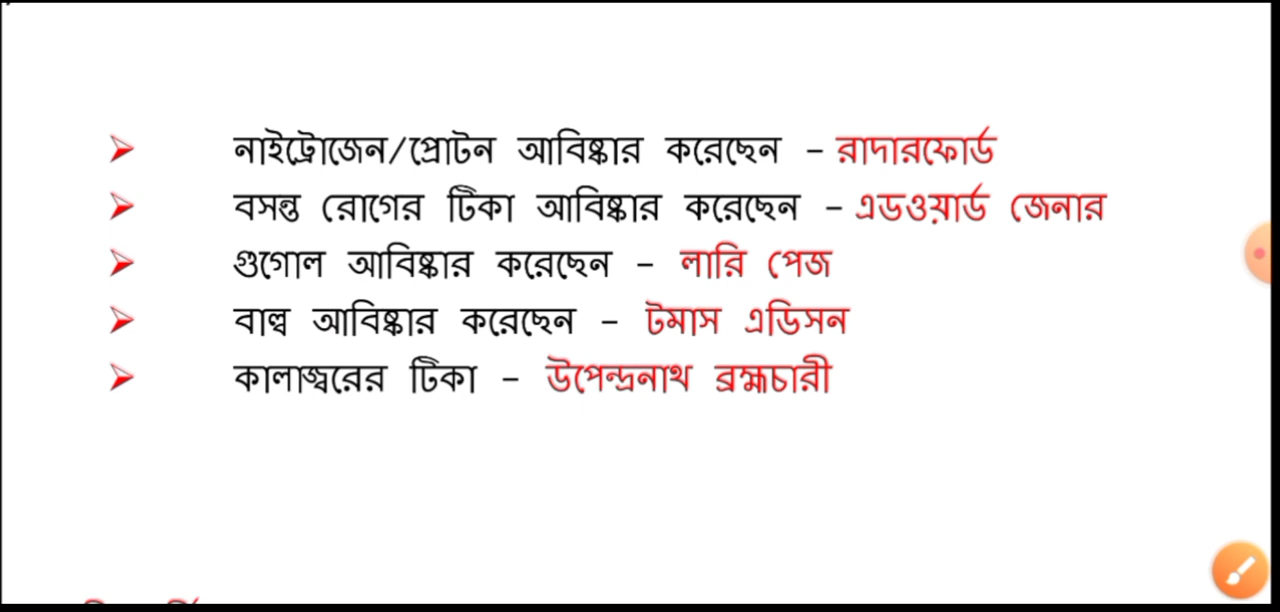 নাইট্রোজেন/প্রোটন আবিষ্কার করেছেন – রাদারফোর্ড
বসন্ত রোগের টিকা আবিষ্কার করেছেন – এডওয়ার্ড জেনার
গুগোল আবিষ্কার করেছেন – লারি পেজ
বাল্ব আবিষ্কার করেছেন – টমাস এডিসন
কালাজ্বরের টিকা – উপেন্দ্রনাথ ব্রহ্মচারী